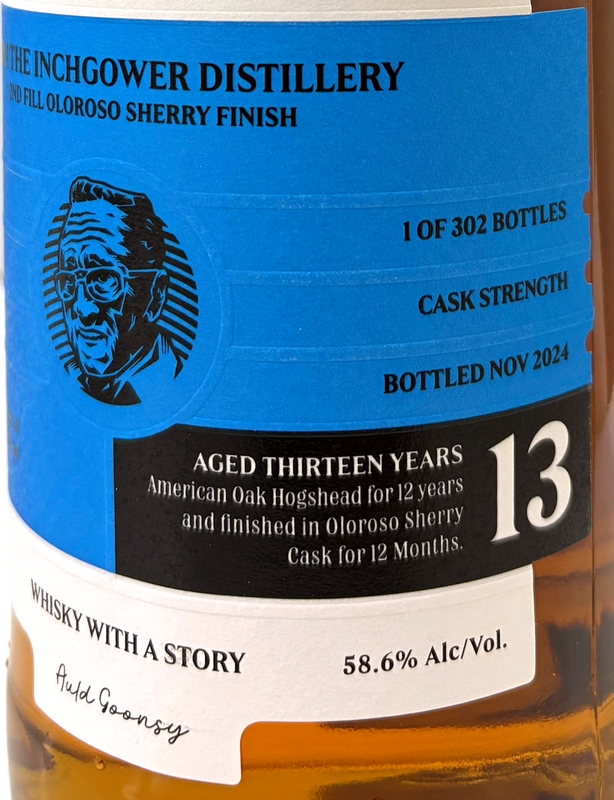 THE INCHGOWER DISTILLERY
2ND FILL OLOROSO SHERRY FINISH
1 OF 302 BOTTLES
CASK STRENGTH
BOTTLED NOV 2024
AGED THIRTEEN YEARS
American Oak Hogshead for 12 years
and finished in Oloroso Sherry
Cask for 12 Months.
13
WHISKY WITH A STORY
58.6% Alc/Vol.
Auld Goonsy